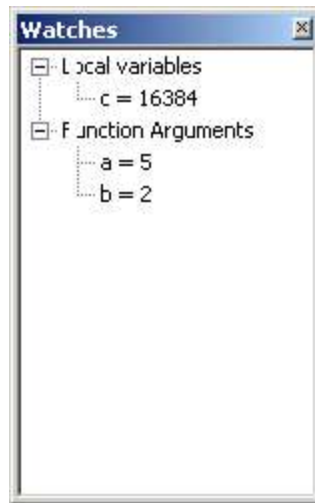 Watches
Local variables
c = 16384
Function Arguments
a = 5
b = 2